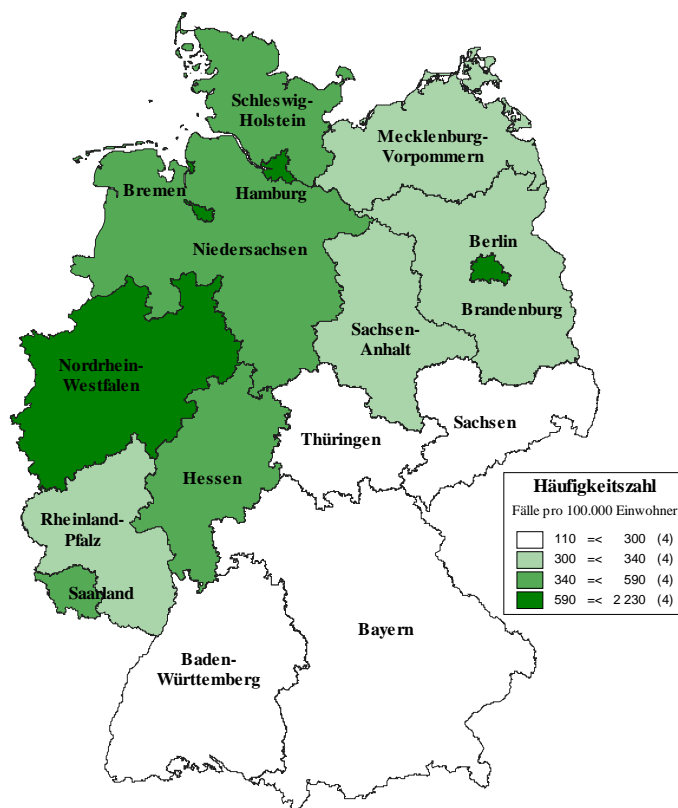 Schleswig-
Holstein
Mecklenburg-
Vorpommern
Bremen
Hamburg
Niedersachsen
Berlin
Brandenburg
Sachsen-
Anhalt
Nordrhein-
Westfalen
Sachsen
Thüringen
Hessen
Rheinland-
Pfalz
Saarland
Bayern
Baden-
Württemberg
Häufigkeitszahl
Fälle pro 100.000 Einwohner
110 =< 300 (4)
300 =< 340 (4)
340 =< 590 (4)
590 =< 2 230 (4)